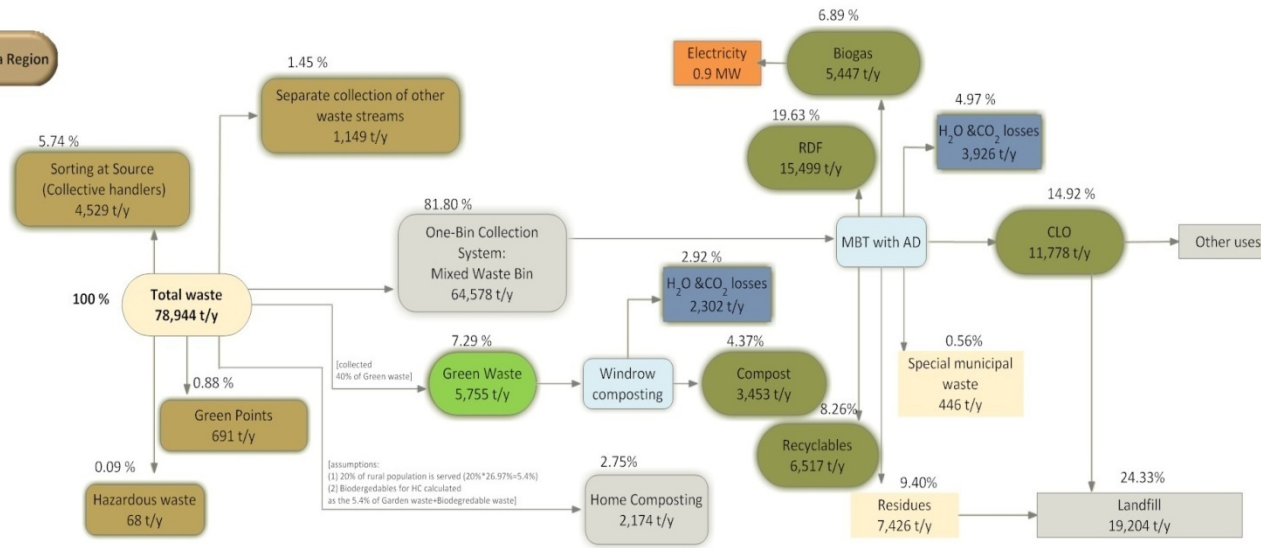 a Region
1.45 %
Separate collection of other
waste streams
1,149 t/y
5.74 %
Sorting at Source
(Collective handlers)
4,529 t/y
100 %
Total waste
78,944 t/y
0.88 %
Green Points
691 t/y
0.09 %
Hazardous waste
68 t/y
81.80 %
One-Bin Collection
System:
Mixed Waste Bin
64,578 t/y
[collected
40% of Green waste]
7.29 %
Green Waste
5,755 t/y
Windrow
composting
2.92 %
H₂O &CO₂ losses
2,302 t/y
4.37%
Compost
3,453 t/y
[assumptions:
(1) 20% of rural population is served (20%*26.97%=5.4%)
(2) Biodergedables for HC calculated
as the 5.4% of Garden waste+Biodegredable waste]
2.75%
Home Composting
2,174 t/y
6.89 %
Biogas
5,447 t/y
Electricity
0.9 MW
19.63 %
RDF
15,499 t/y
4.97 %
H₂O &CO₂ losses
3,926 t/y
MBT with AD
14.92 %
CLO
11,778 t/y
Other uses
0.56%
Special municipal
waste
446 t/y
8.26%
Recyclables
6,517 t/y
9.40%
Residues
7,426 t/y
24.33%
Landfill
19,204 t/y